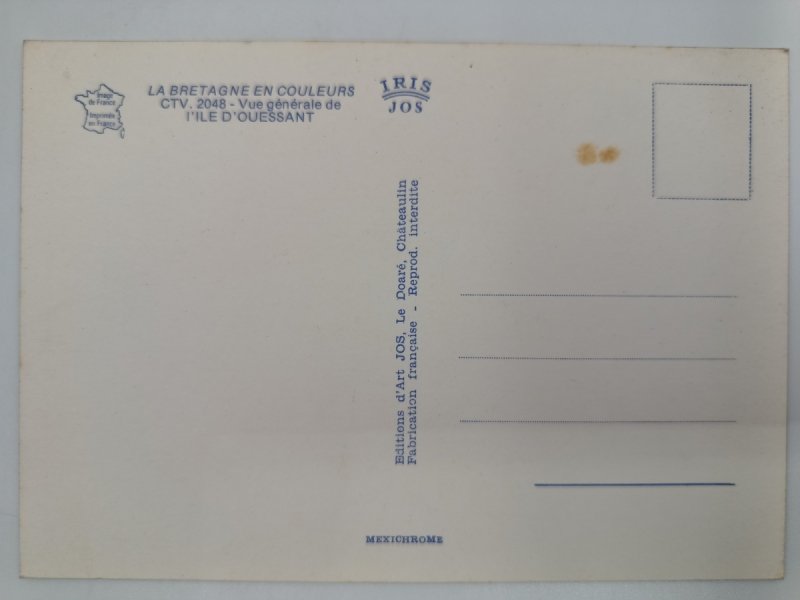 Image
de France
Imprimée
en France
LA BRETAGNE EN COULEURS
CTV. 2048 - Vue générale de
l'ILE D'OUESSANT
IRIS
JOS
Editions d'Art JOS, Le Doaré, Châteaulin
Fabrication française - Reprod. interdite
MEXICHROME